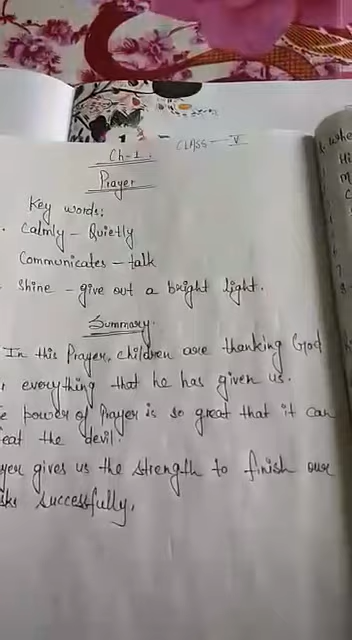 CLASS - V
Ch-1.
Prayer
Key words:
Calmly - Quietly
Communicates - talk
Shine - give out a bright light.
Summary.
In this Prayer, children are thanking God
everything that he has given us.
power of Prayer is so great that it can
the devil.
gives us the strength to finish our
successfully.